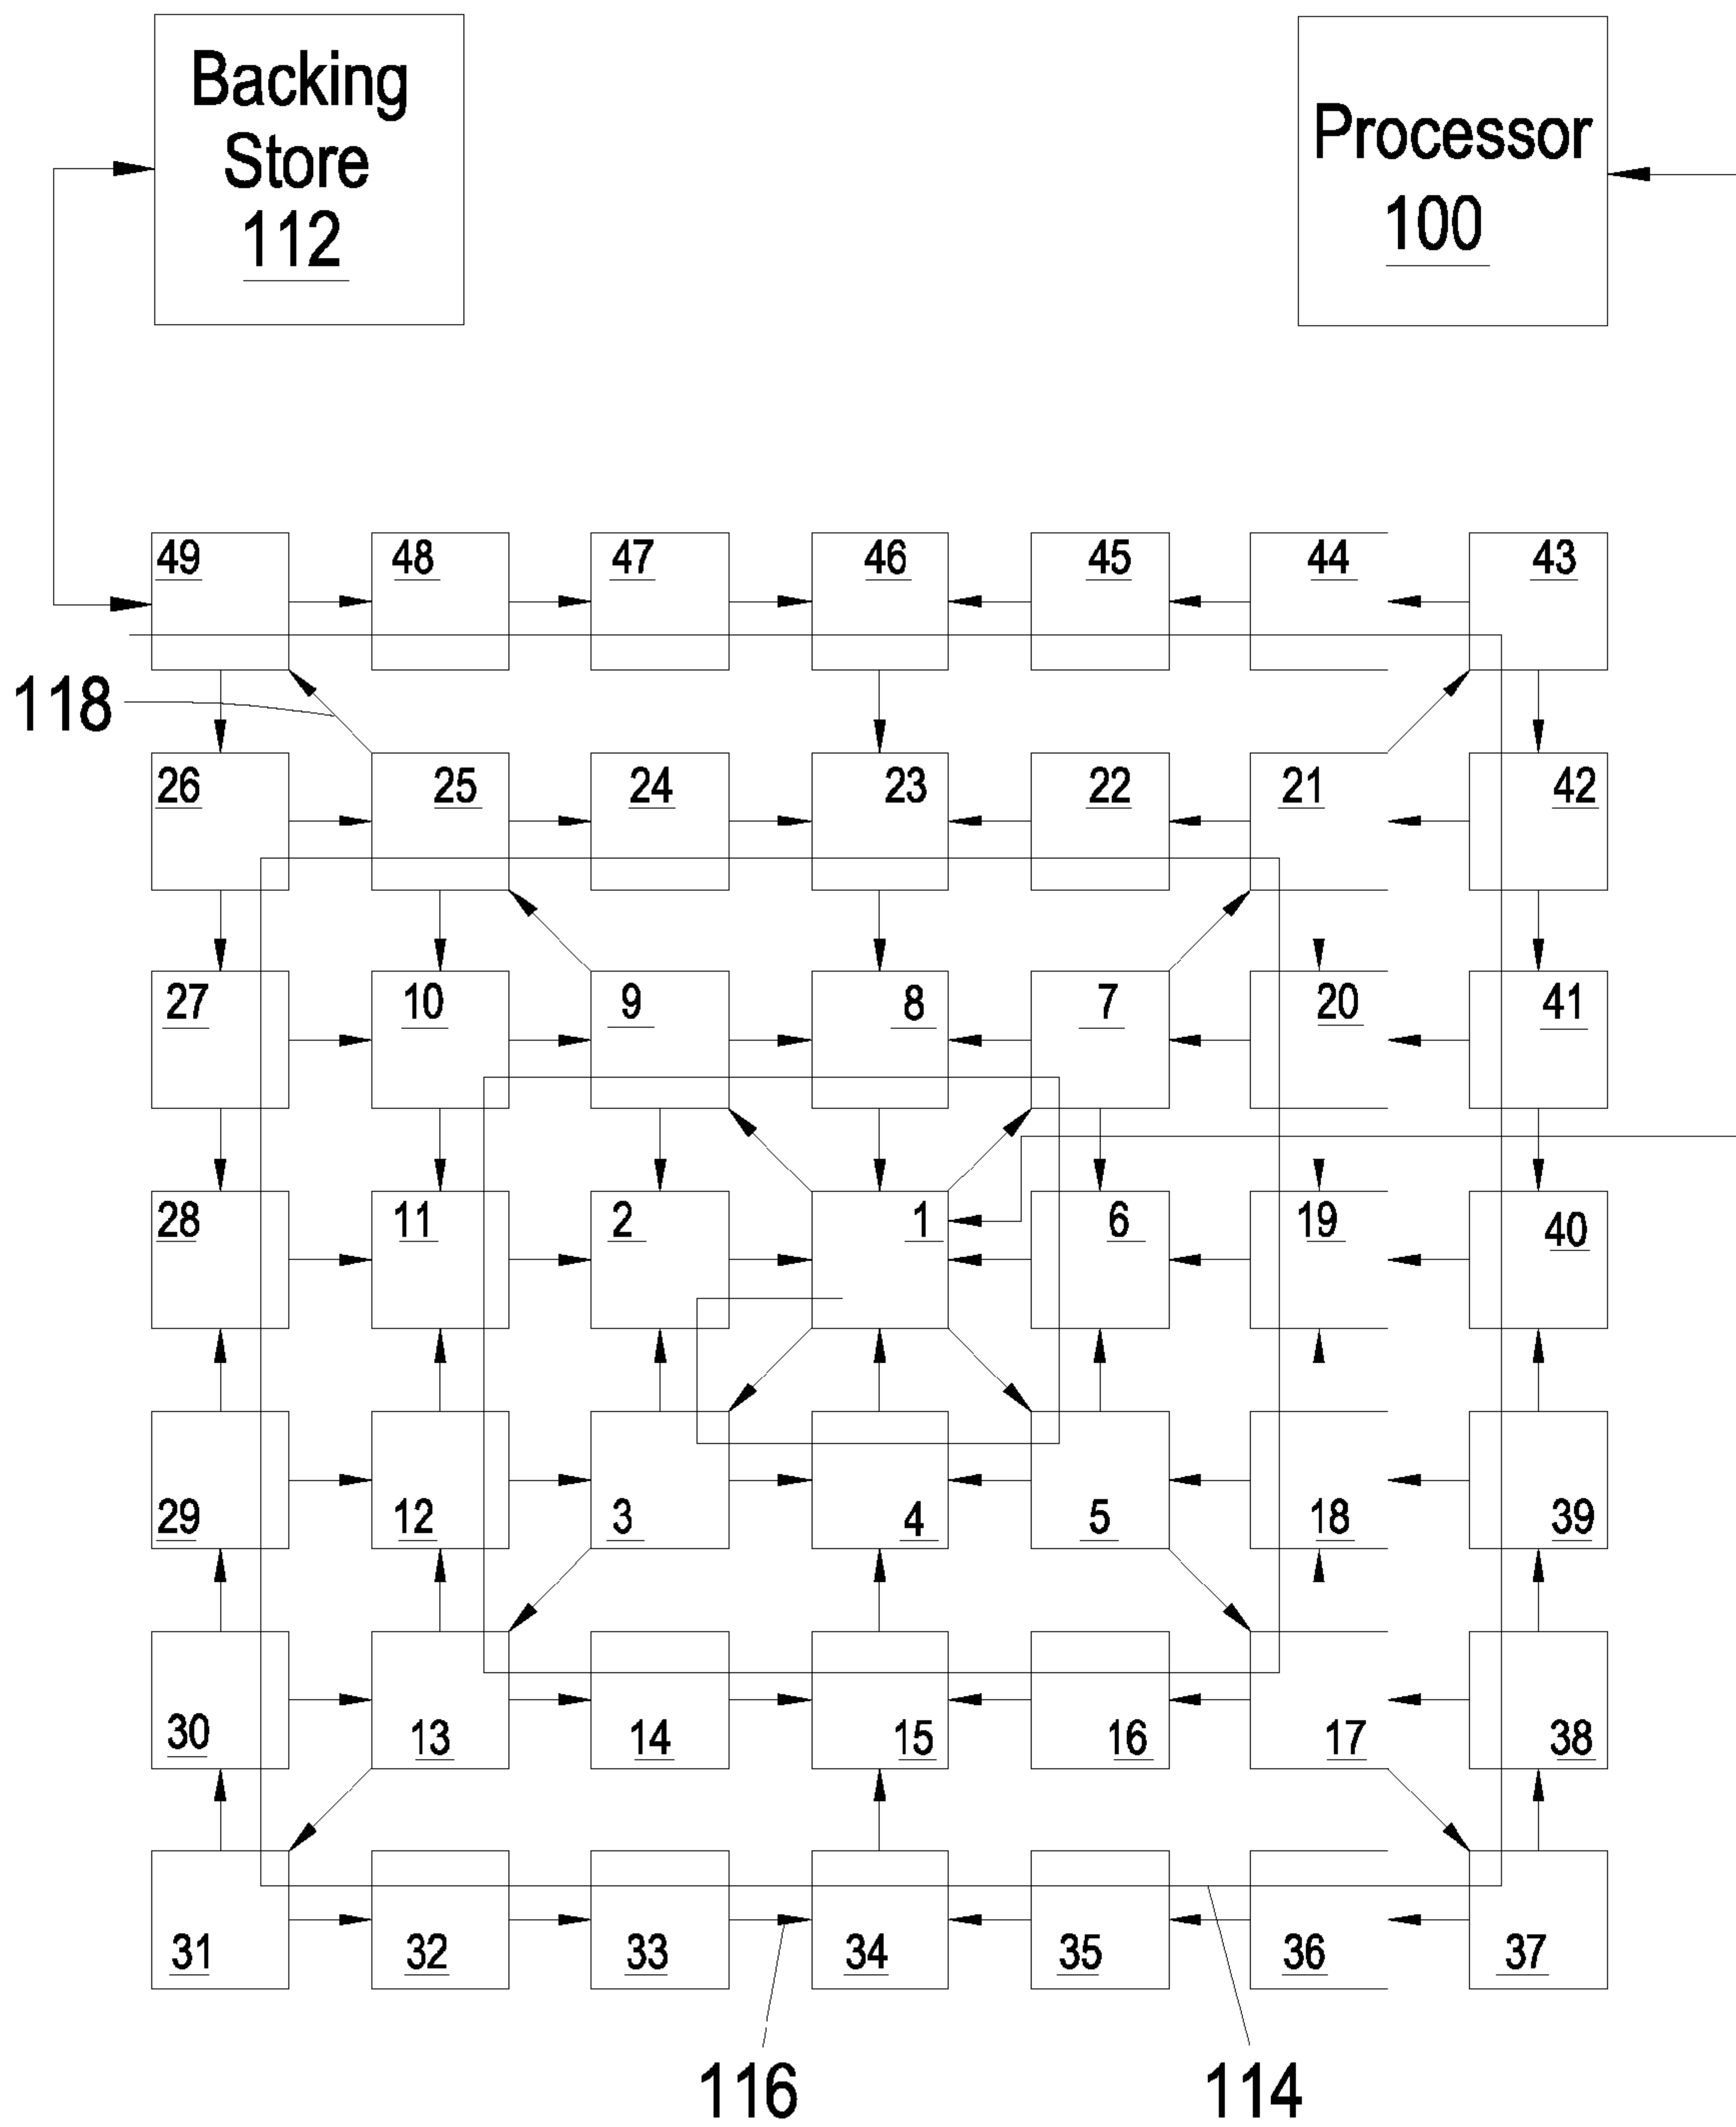 Backing
Store
112
Processor
100
49 48 47 46 45 44 43
118
26 25 24 23 22 21 42
27 10 9 8 7 20 41
28 11 2 1 6 19 40
29 12 3 4 5 18 39
30 13 14 15 16 17 38
31 32 33 34 35 36 37
116 114